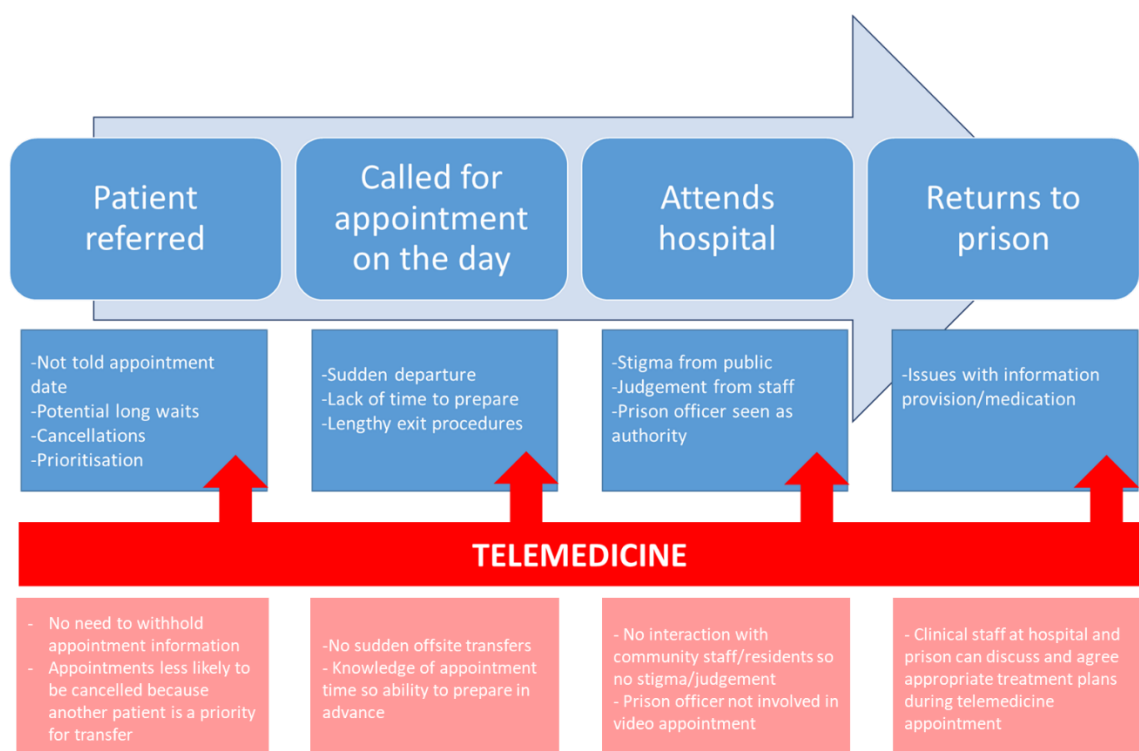 Patient
referred
Called for
appointment
on the day
Attends
hospital
Returns to
prison
-Not told appointment
date
-Potential long waits
-Cancellations
-Prioritisation
-Sudden departure
-Lack of time to prepare
-Lengthy exit procedures
-Stigma from public
-Judgement from staff
-Prison officer seen as
authority
-Issues with information
provision/medication
TELEMEDICINE
- No need to withhold
appointment information
- Appointments less likely to
be cancelled because
another patient is a priority
for transfer
-No sudden offsite transfers
- Knowledge of appointment
time so ability to prepare in
advance
- No interaction with
community staff/residents so
no stigma/judgement
- Prison officer not involved in
video appointment
- Clinical staff at hospital and
prison can discuss and agree
appropriate treatment plans
during telemedicine
appointment